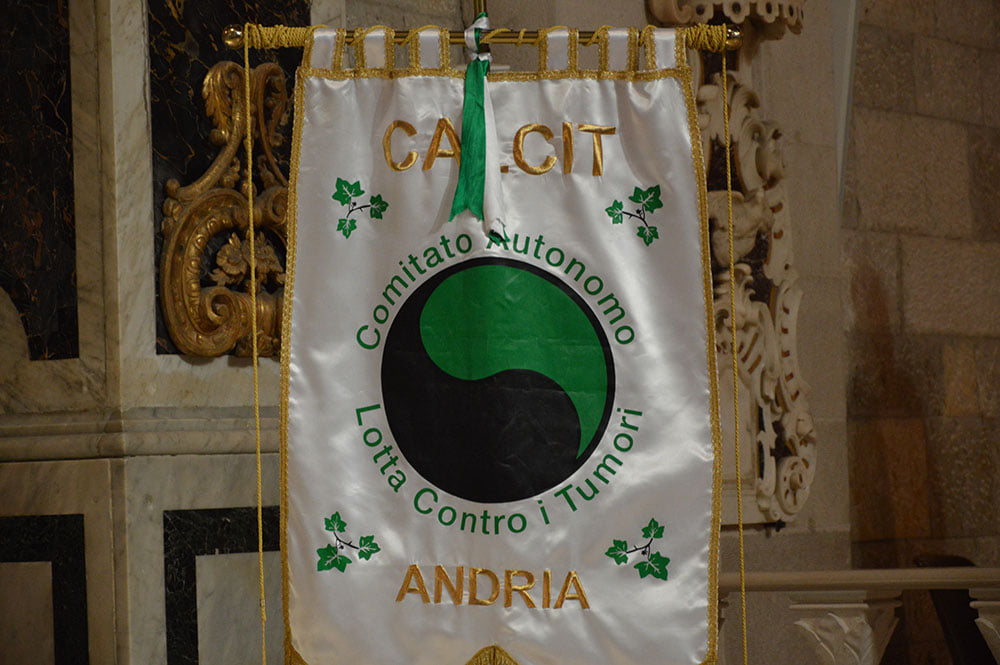 CA .CIT
Comitato Autonomo
Lotta Contro i Tumori
ANDRIA